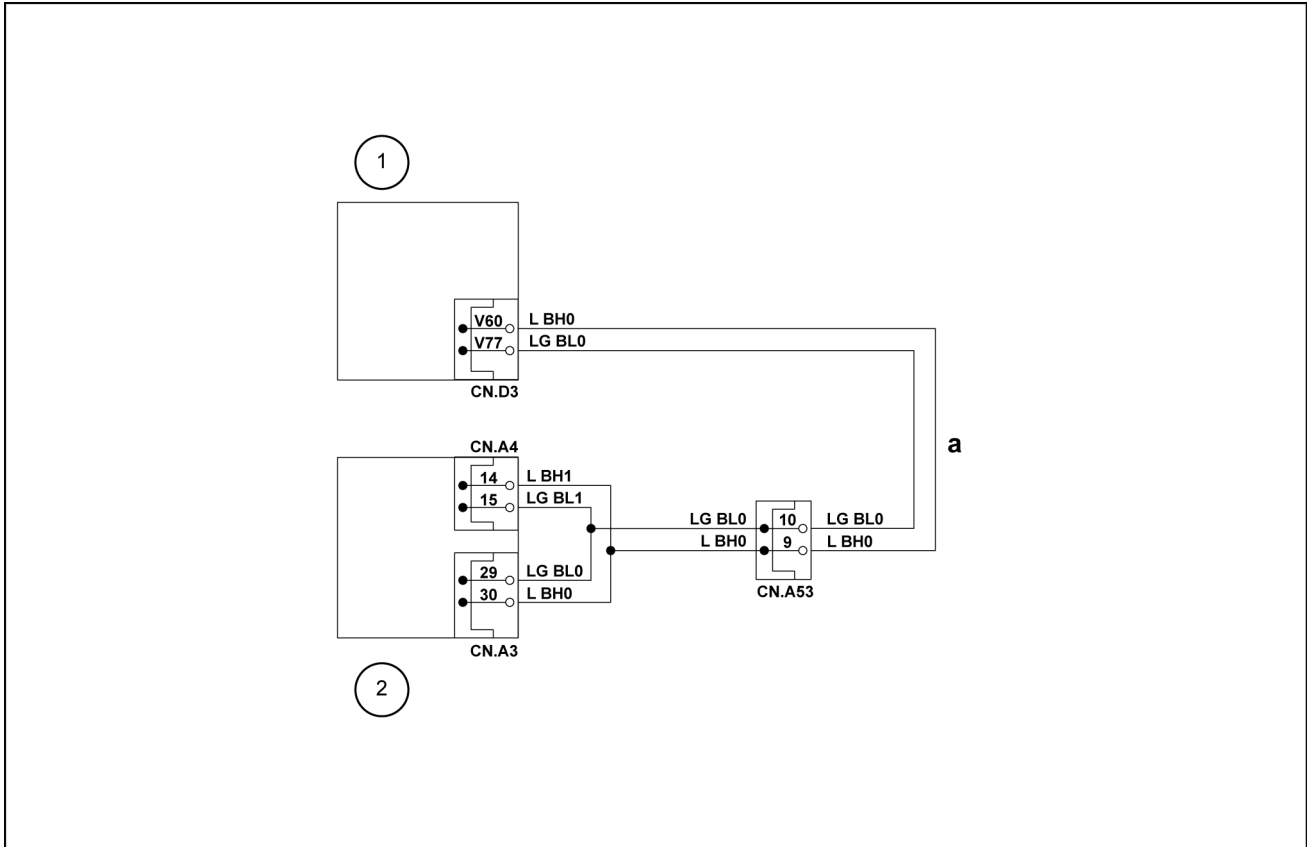 1
V60 L BH0
V77 LG BL0
CN.D3
a
CN.A4
14 L BH1
15 LG BL1
LG BL0 10 LG BL0
L BH0 9 L BH0
CN.A53
29 LG BL0
30 L BH0
CN.A3
2